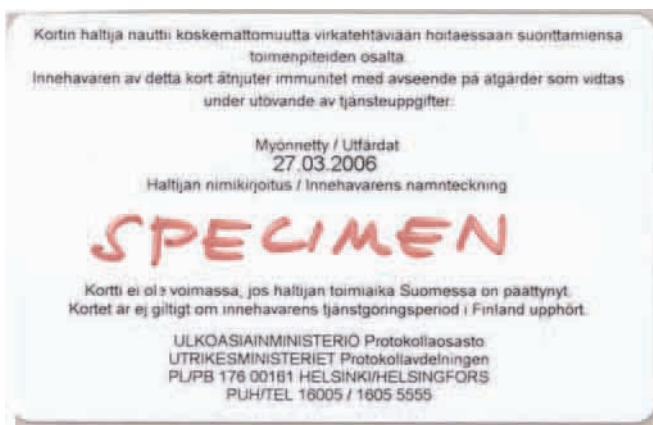 Kortin haltija nauttii koskemattomuutta virkatehtäviään hoitaessaan suorittamiensa
toimenpiteiden osalta.
Innehavaren av detta kort åtnjuter immunitet med avseende på åtgärder som vidtas
under utövande av tjänsteuppgifter.
Myönnetty / Utfärdat
27.03.2006
Haltijan nimikirjoitus / Innehavarens namnteckning
SPECIMEN
Kortti ei ole voimassa, jos haltijan toimiaika Suomessa on päättynyt.
Kortet är ej giltigt om innehavarens tjänstgöringsperiod i Finland upphört.
ULKOASIAINMINISTERIÖ Protokollaosasto
UTRIKESMINISTERIET Protokollavdelningen
PL/PB 176 00161 HELSINKI/HELSINGFORS
PUH/TEL 16005 / 1605 5555